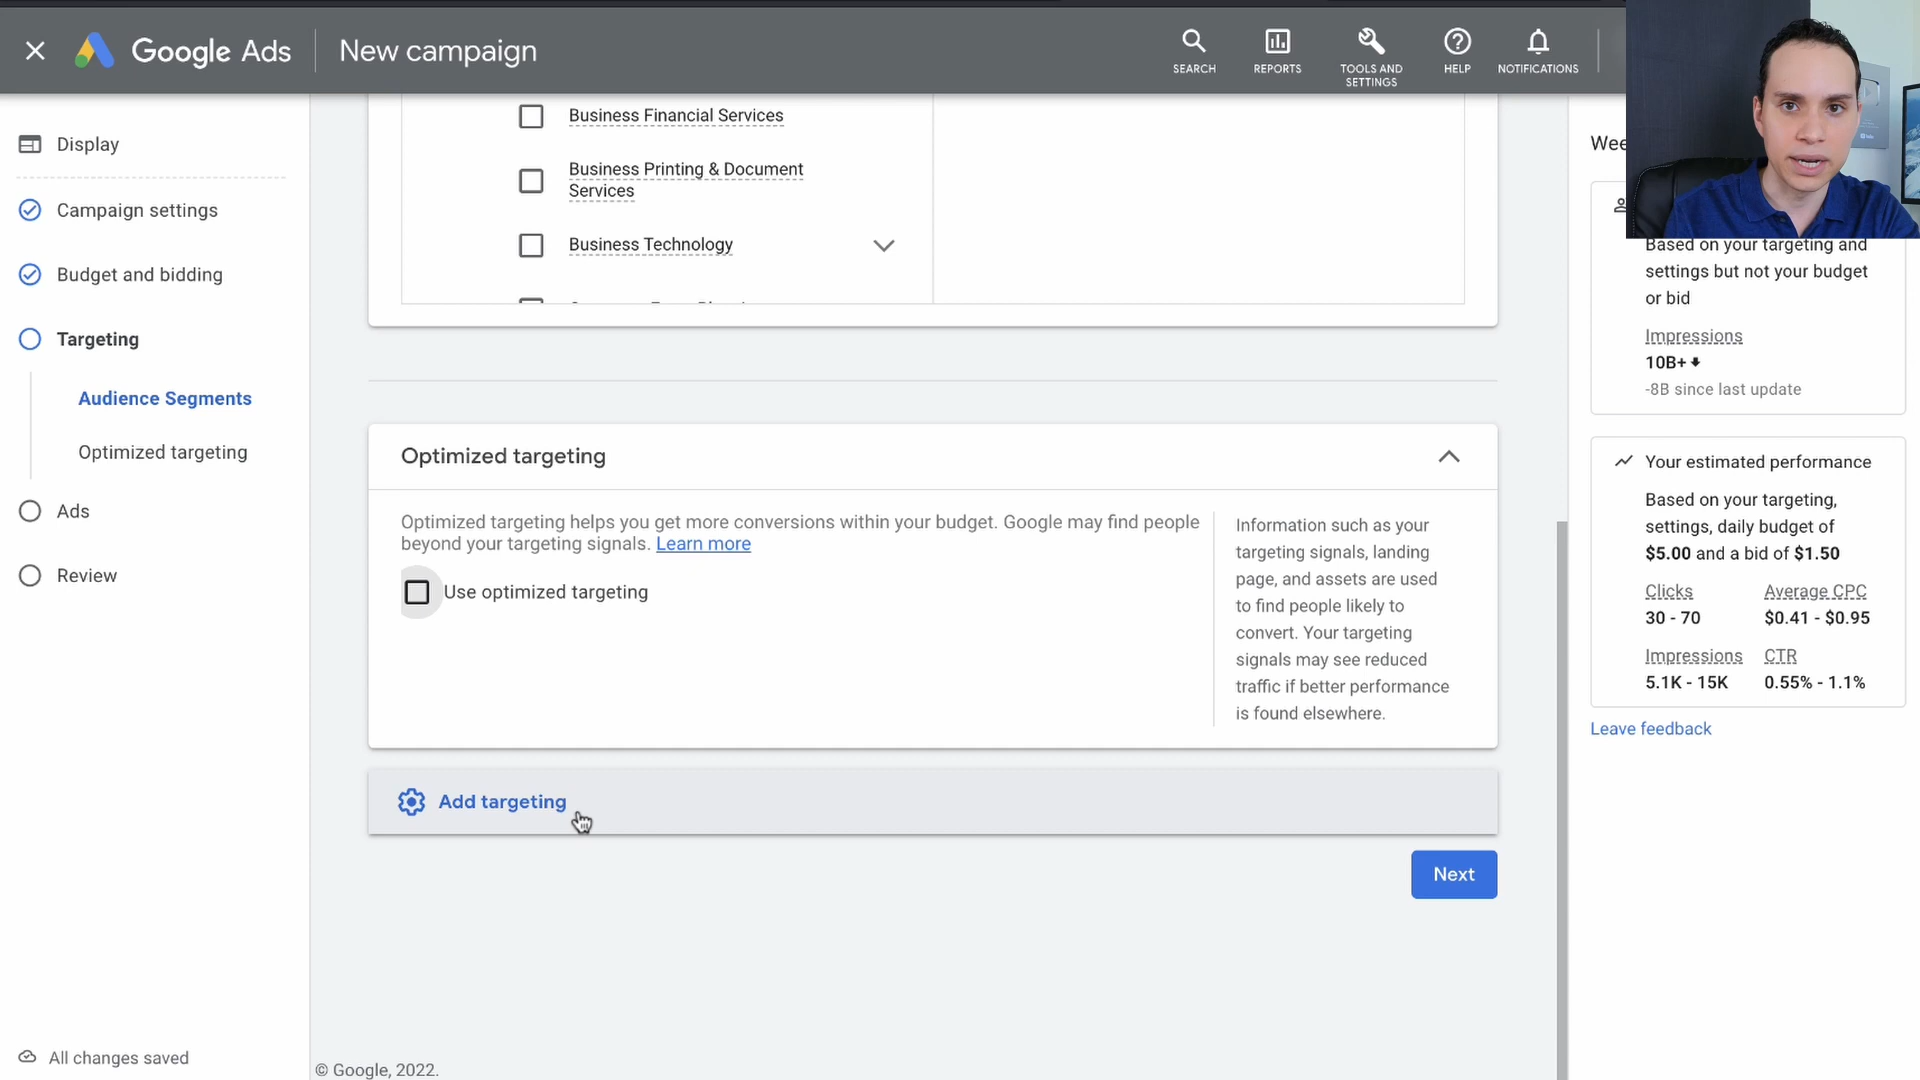 Google Ads
New campaign
SEARCH
REPORTS
TOOLS AND
SETTINGS
HELP
NOTIFICATIONS
Display
Campaign settings
Budget and bidding
Targeting
Audience Segments
Optimized targeting
Ads
Review
All changes saved
Business Financial Services
Business Printing & Document
Services
Business Technology
Optimized targeting
Optimized targeting helps you get more conversions within your budget. Google may find people
beyond your targeting signals. Learn more
Use optimized targeting
Information such as your
targeting signals, landing
page, and assets are used
to find people likely to
convert. Your targeting
signals may see reduced
traffic if better performance
is found elsewhere.
Add targeting
Next
© Google, 2022.
Based on your targeting and
settings but not your budget
or bid
Impressions
10B+
-8B since last update
Your estimated performance
Based on your targeting,
settings, daily budget of
$5.00 and a bid of $1.50
Clicks Average CPC
30 - 70 $0.41 - $0.95
Impressions CTR
5.1K - 15K 0.55% - 1.1%
Leave feedback